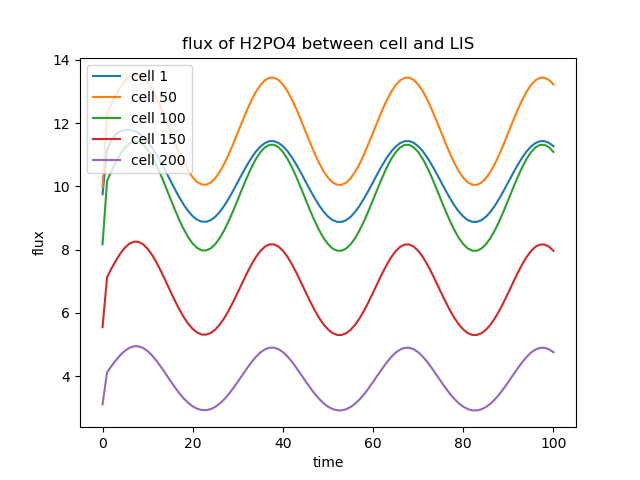 flux of H2PO4 between cell and LIS
14
12
10
8
6
4
flux
cell 1
cell 50
cell 100
cell 150
cell 200
0
20
40
60
80
100
time